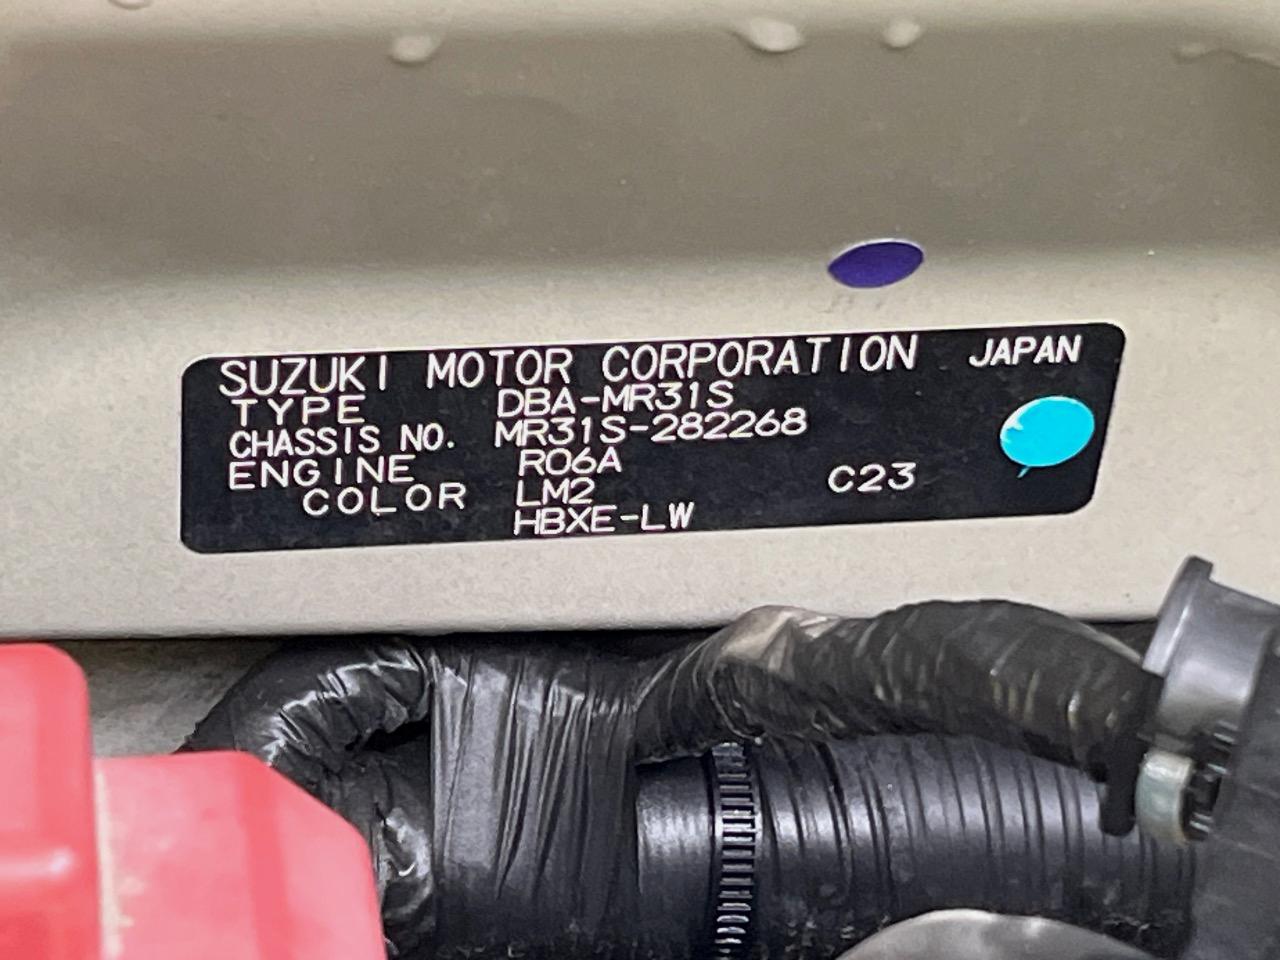 SUZUKI MOTOR CORPORATION JAPAN
TYPE DBA-MR31S
CHASSIS NO. MR31S-282268
ENGINE R06A
COLOR LM2 C23
HBXE-LW